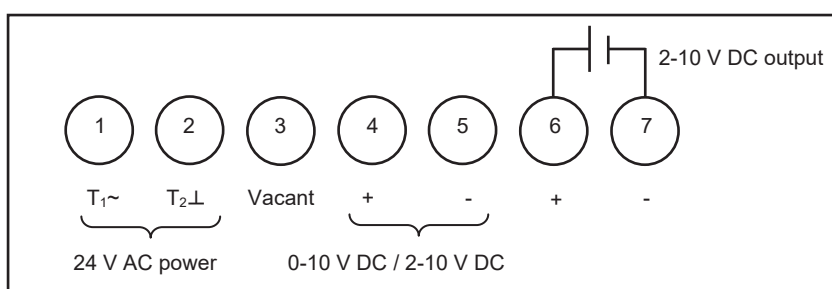 2-10 V DC output
1 2 3 4 5 6 7
T₁~ T₂⊥ Vacant + - + -
24 V AC power 0-10 V DC / 2-10 V DC